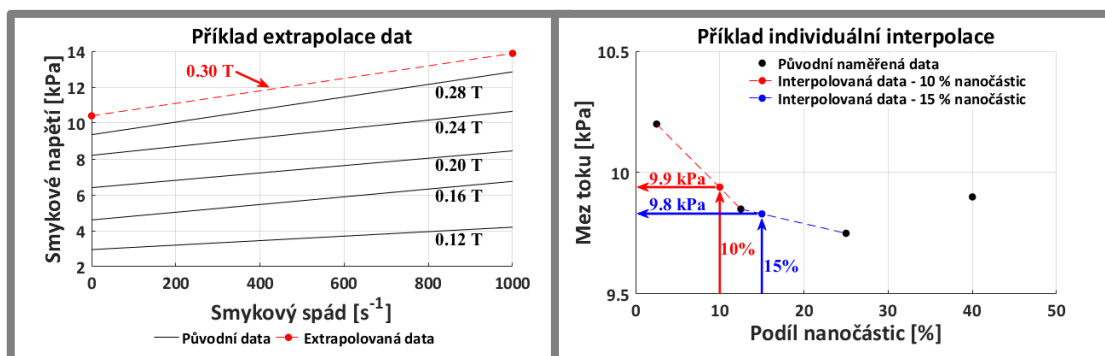 Příklad extrapolace dat
Smykové napětí [kPa]
14
12
10
8
6
4
2
0.30 T
0.28 T
0.24 T
0.20 T
0.16 T
0.12 T
0 200 400 600 800 1000
Smykový spád [s⁻¹]
Původní data Extrapolovaná data
Příklad individuální interpolace
Mez toku [kPa]
10.5
10
9.5
Původní naměřená data
Interpolovaná data - 10 % nanočástic
Interpolovaná data - 15 % nanočástic
9.9 kPa
9.8 kPa
10%
15%
0 10 20 30 40 50
Podíl nanočástic [%]